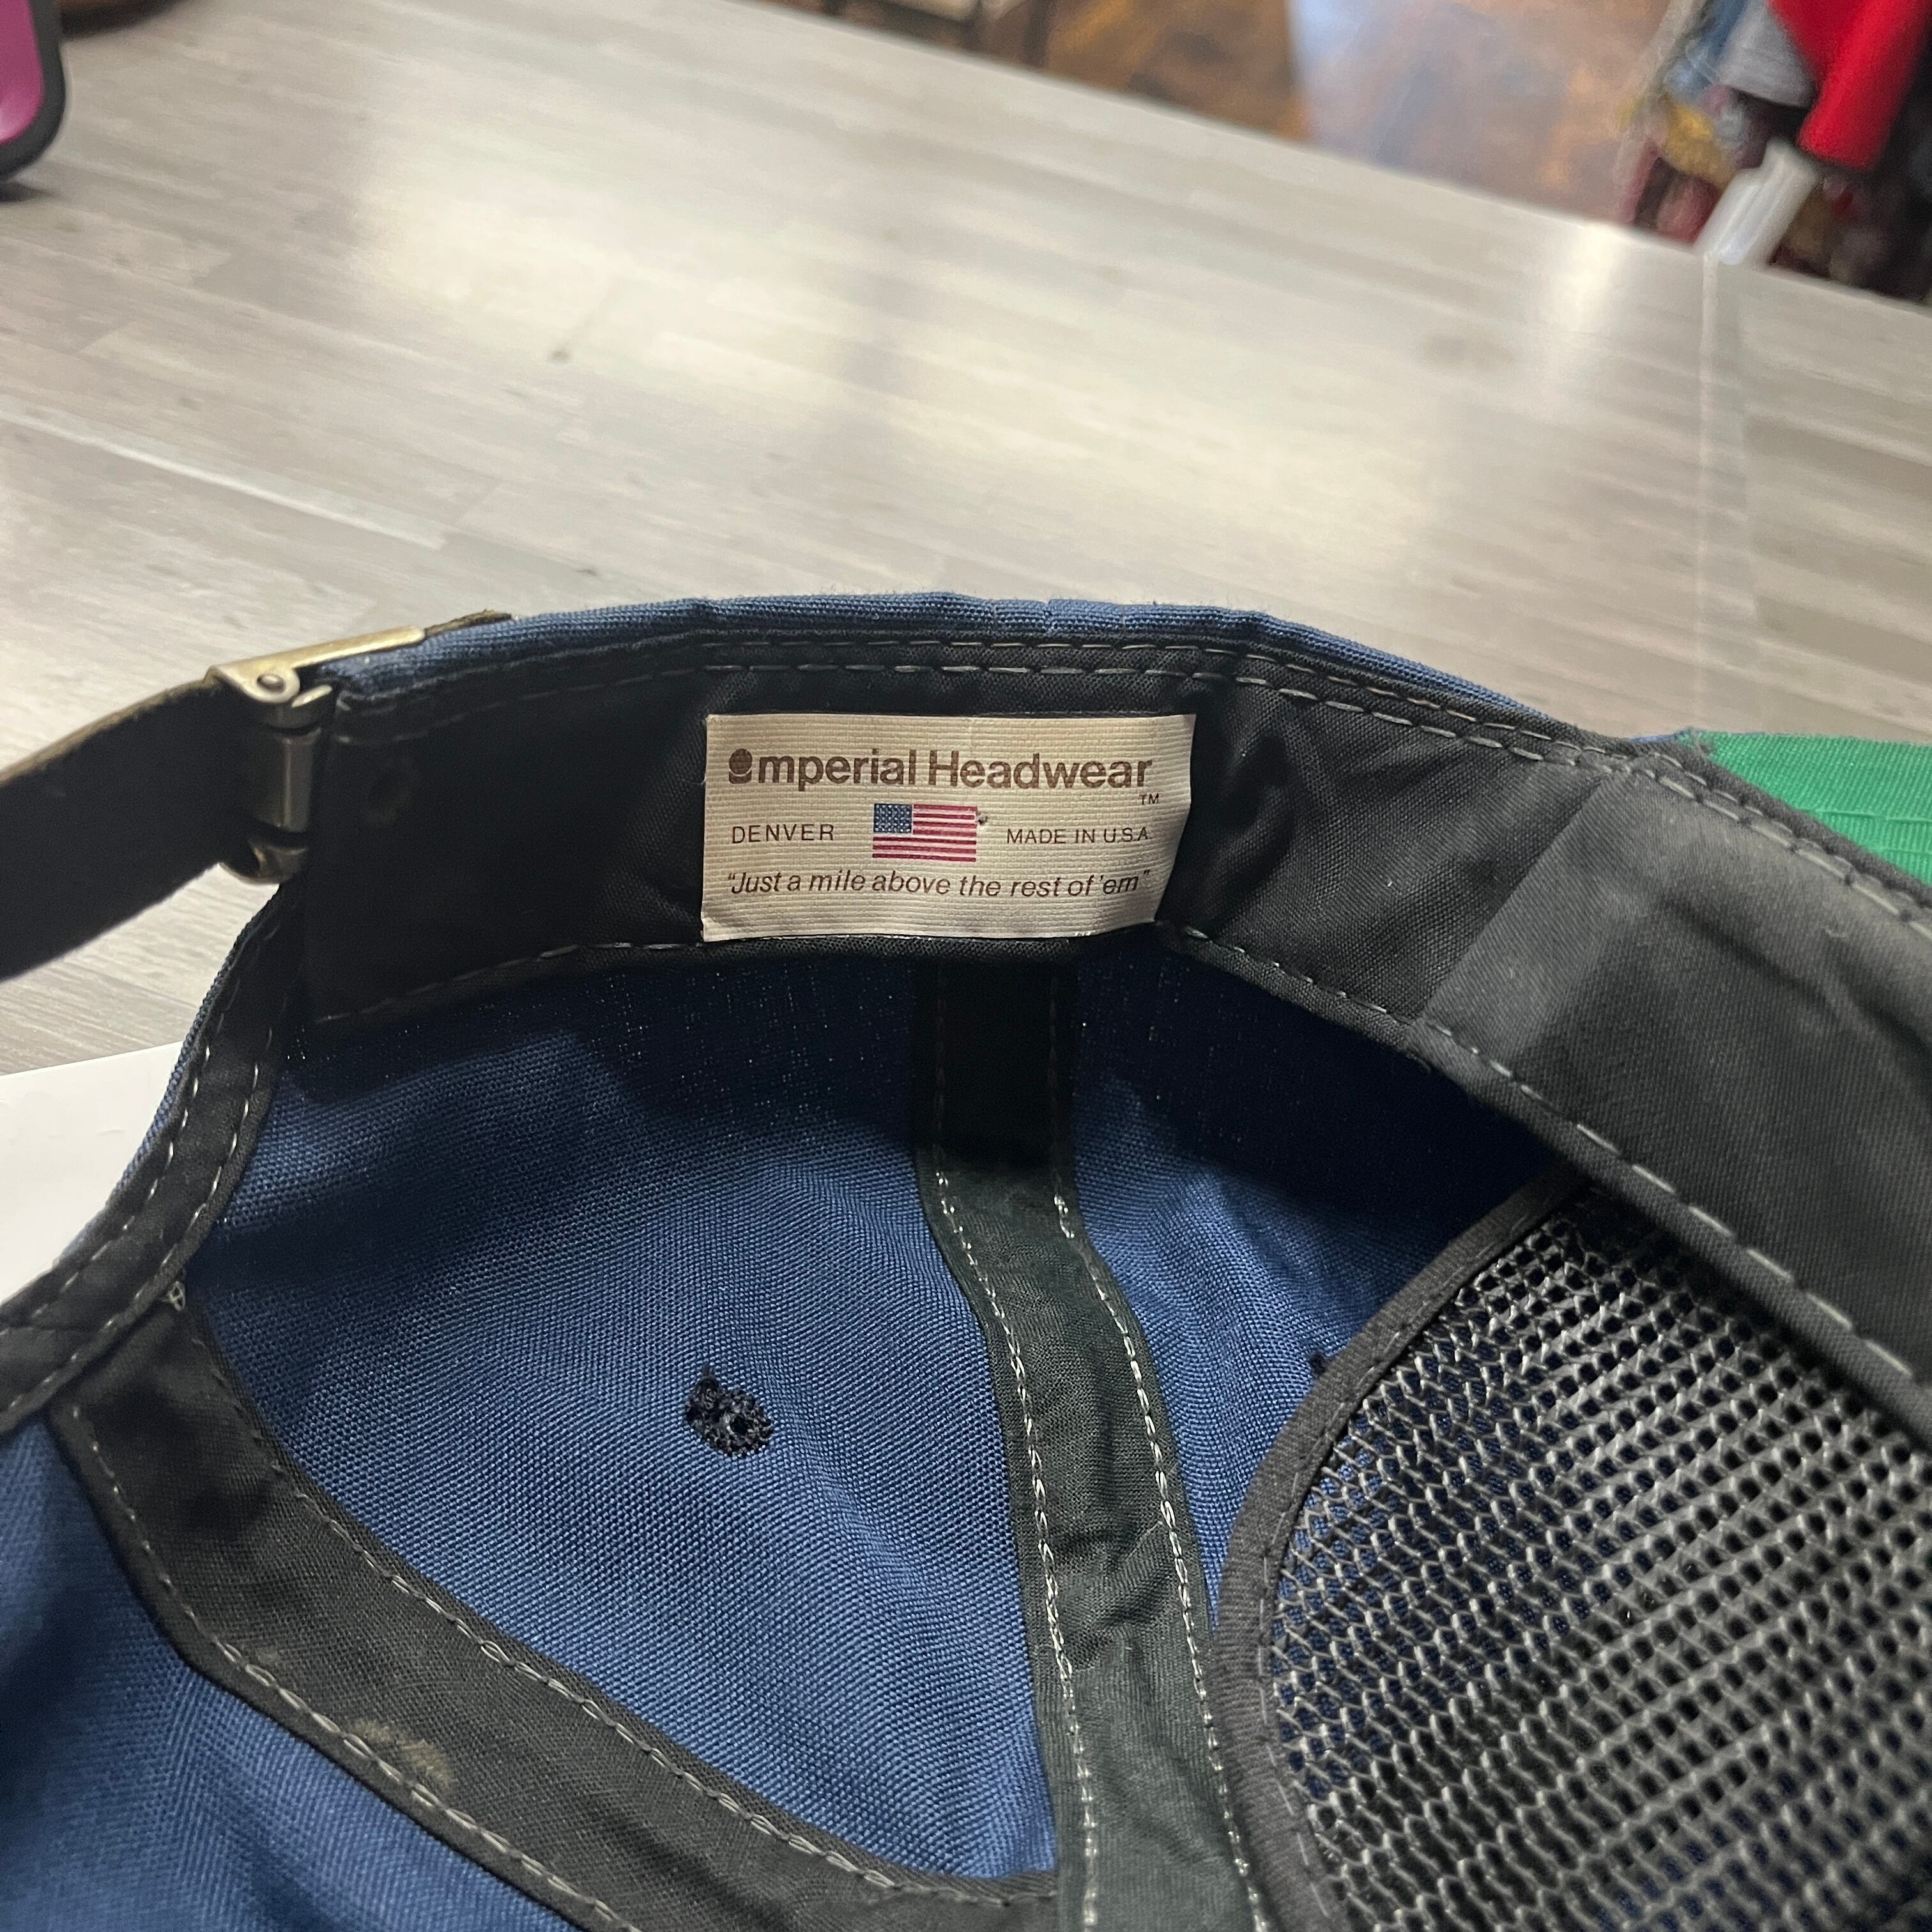 Imperial Headwear
TM
DENVER MADE IN U.S.A.
"Just a mile above the rest of 'em"